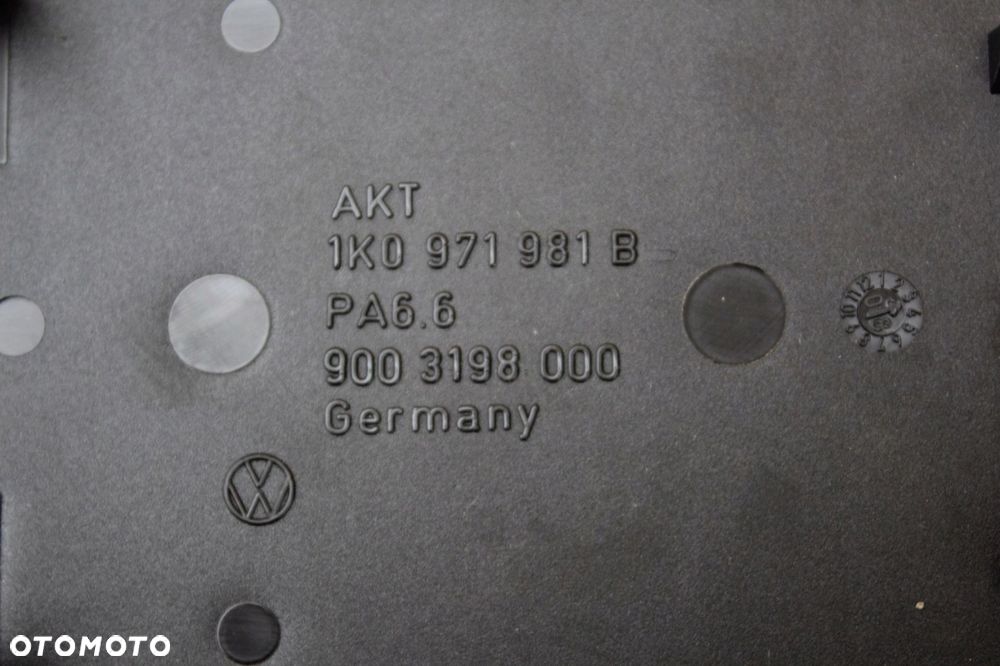 AKT
1K0 971 981 B
PA6.6
900 3198 000
Germany
OTOMOTO